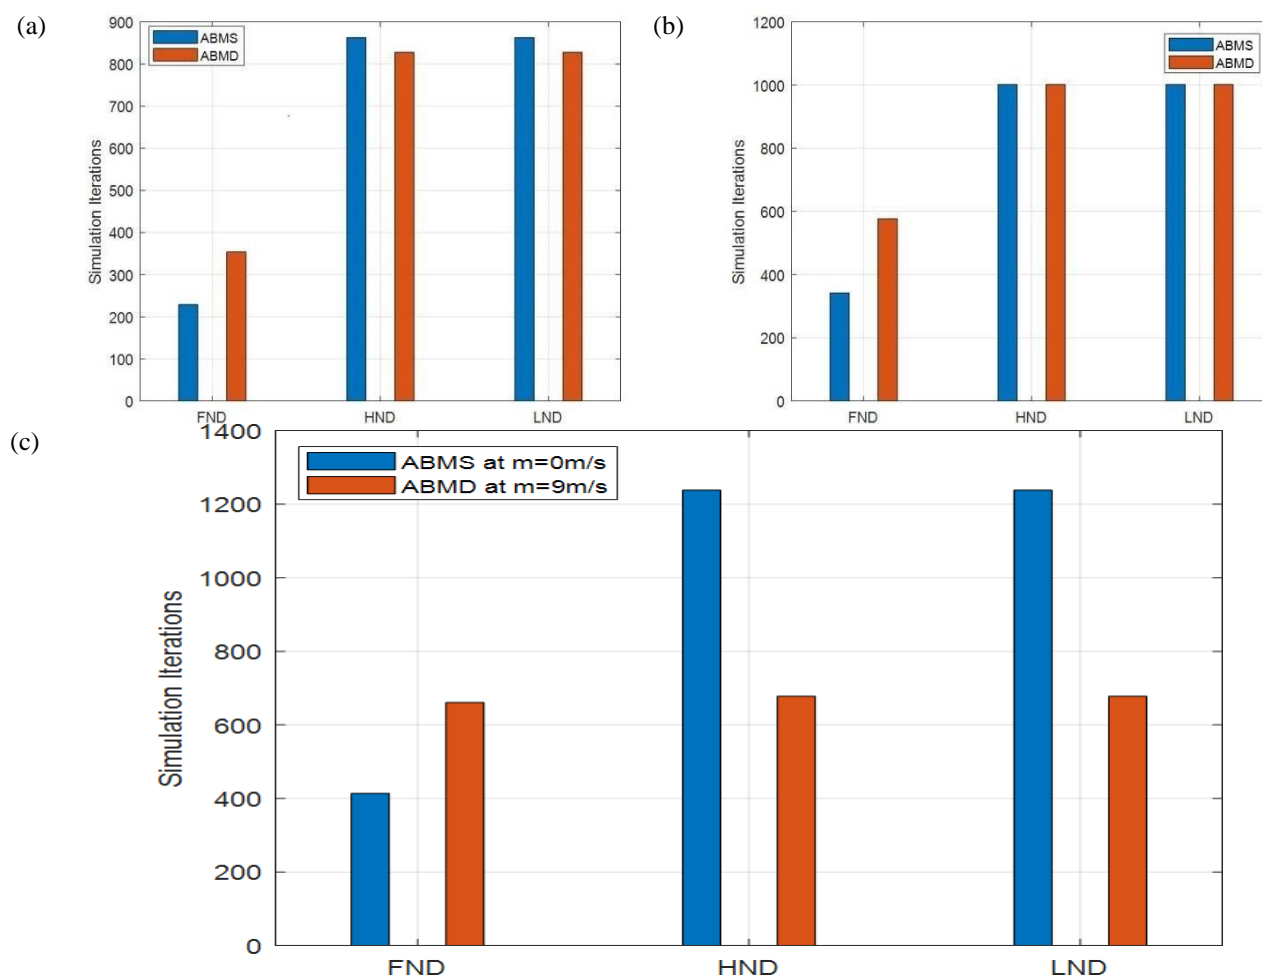 (a)
900
800
700
600
500
400
300
200
100
0
Simulation Iterations
ABMS
ABMD
FND HND LND
(b)
1200
1000
800
600
400
200
0
Simulation Iterations
ABMS
ABMD
FND HND LND
(c)
1400
1200
1000
800
600
400
200
0
Simulation Iterations
ABMS at m=0m/s
ABMD at m=9m/s
FND HND LND